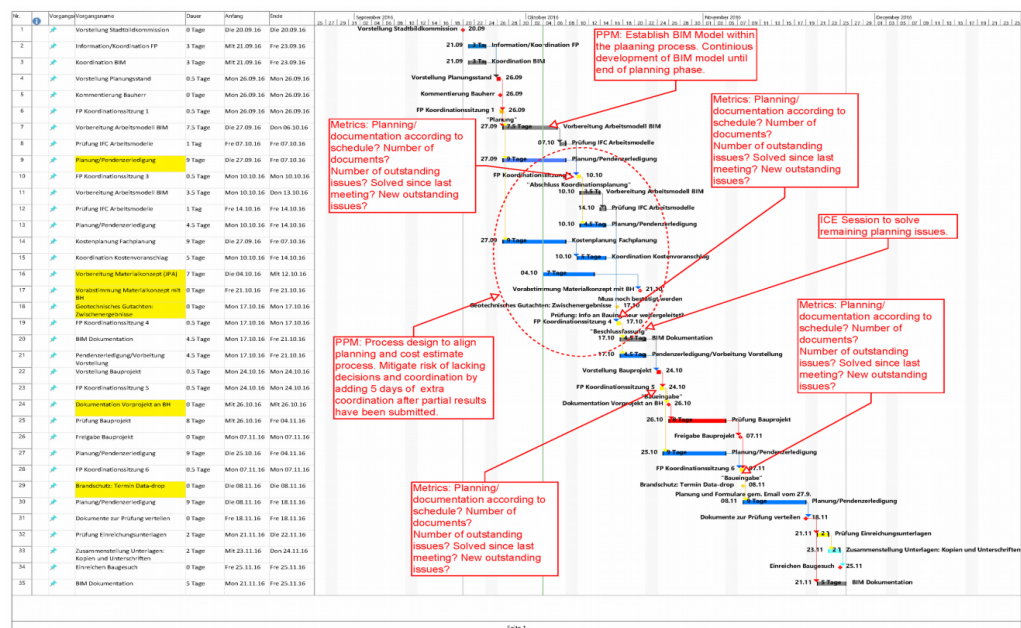 Nr. Vorgangs Vorgangsname Dauer Anfang Ende
September 2016 Oktober 2016 November 2016 Dezember 2016
1 Vorstellung Stadtbildkommission 0 Tage Die 20.09.16 Die 20.09.16
2 Information/Koordination FP 3 Tage Mit 21.09.16 Fre 23.09.16
3 Koordination BIM 3 Tage Mit 21.09.16 Fre 23.09.16
4 Vorstellung Planungsstand 0.5 Tage Mon 26.09.16 Mon 26.09.16
5 Kommentierung Bauherr 0 Tage Mon 26.09.16 Mon 26.09.16
6 FP Koordinationssitzung 1 0.5 Tage Mon 26.09.16 Mon 26.09.16
7 Vorbereitung Arbeitsmodell BIM 7.5 Tage Die 27.09.16 Don 06.10.16
8 Prüfung IFC Arbeitsmodelle 1 Tag Fre 07.10.16 Fre 07.10.16
9 Planung/Pendenzerledigung 9 Tage Die 27.09.16 Fre 07.10.16
10 FP Koordinationssitzung 3 0.5 Tage Mon 10.10.16 Mon 10.10.16
11 Vorbereitung Arbeitsmodell BIM 3.5 Tage Mon 10.10.16 Don 13.10.16
12 Prüfung IFC Arbeitsmodelle 1 Tag Fre 14.10.16 Fre 14.10.16
13 Planung/Pendenzerledigung 4.5 Tage Mon 10.10.16 Fre 14.10.16
14 Kostenplanung Fachplanung 9 Tage Die 27.09.16 Fre 07.10.16
15 Koordination Kostenvoranschlag 5 Tage Mon 10.10.16 Fre 14.10.16
16 Vorbereitung Materialkonzept (JPA) 7 Tage Die 04.10.16 Mit 12.10.16
17 Vorabstimmung Materialkonzept mit BH 0 Tage Fre 21.10.16 Fre 21.10.16
18 Geotechnisches Gutachten: Zwischenergebnisse 0 Tage Mon 17.10.16 Mon 17.10.16
19 FP Koordinationssitzung 4 0.5 Tage Mon 17.10.16 Mon 17.10.16
20 BIM Dokumentation 4.5 Tage Mon 17.10.16 Fre 21.10.16
21 Pendenzerledigung/Vorbeitung Vorstellung 4.5 Tage Mon 17.10.16 Fre 21.10.16
22 Vorstellung Bauprojekt 0.5 Tage Mon 24.10.16 Mon 24.10.16
23 FP Koordinationssitzung 5 0.5 Tage Mon 24.10.16 Mon 24.10.16
24 Dokumentation Vorprojekt an BH 0 Tage Mit 26.10.16 Mit 26.10.16
25 Prüfung Bauprojekt 8 Tage Mit 26.10.16 Fre 04.11.16
26 Freigabe Bauprojekt 0 Tage Mon 07.11.16 Mon 07.11.16
27 Planung/Pendenzerledigung 9 Tage Die 25.10.16 Fre 04.11.16
28 FP Koordinationssitzung 6 0.5 Tage Mon 07.11.16 Mon 07.11.16
29 Brandschutz: Termin Data-drop 0 Tage Die 08.11.16 Die 08.11.16
30 Planung/Pendenzerledigung 9 Tage Die 08.11.16 Fre 18.11.16
31 Dokumente zur Prüfung verteilen 0 Tage Fre 18.11.16 Fre 18.11.16
32 Prüfung Einreichungsunterlagen 2 Tage Mon 21.11.16 Die 22.11.16
33 Zusammenstellung Unterlagen: Kopien und Unterschriften 2 Tage Mit 23.11.16 Don 24.11.16
34 Einreichen Baugesuch 0 Tage Fre 25.11.16 Fre 25.11.16
35 BIM Dokumentation 5 Tage Mon 21.11.16 Fre 25.11.16
Vorstellung Stadtbildkommission 20.09
21.09 3 Tag Information/Koordination FP
21.09 3 Tag Koordination BIM
Vorstellung Planungsstand 26.09
Kommentierung Bauherr 26.09
FP Koordinationssitzung 1 26.09
"Planung"
27.09 7.5 Tage Vorbereitung Arbeitsmodell BIM
07.10 Prüfung IFC Arbeitsmodelle
27.09 9 Tage Planung/Pendenzerledigung
FP Koordinationssitzung 3 10.10
"Abschluss Koordinationsplanung"
10.10 3.5 Ta Vorbereitung Arbeitsmodell BIM
14.10 Prüfung IFC Arbeitsmodelle
10.10 4.5 Tage Planung/Pendenzerledigung
27.09 9 Tage Kostenplanung Fachplanung
10.10 5 Tage Koordination Kostenvoranschlag
04.10 7 Tage
Vorabstimmung Materialkonzept mit BH 21.10
Muss noch bestätigt werden
Geotechnisches Gutachten: Zwischenergebnisse 17.10
Prüfung: Info an Bauingenieur weitergeleitet?
FP Koordinationssitzung 4 17.10
"Beschlussfassung
17.10 4.5 Tage BIM Dokumentation
17.10 4.5 Tage Pendenzerledigung/Vorbeitung Vorstellung
Vorstellung Bauprojekt 24.10
FP Koordinationssitzung 5 24.10
"Baueingabe"
Dokumentation Vorprojekt an BH 26.10
26.10 8 Tage Prüfung Bauprojekt
Freigabe Bauprojekt 07.11
25.10 9 Tage Planung/Pendenzerledigung
FP Koordinationssitzung 6 07.11
"Baueingabe"
Brandschutz: Termin Data-drop 08.11
Planung und Formulare gem. Email vom 27.9.
08.11 9 Tage Planung/Pendenzerledigung
Dokumente zur Prüfung verteilen 18.11
21.11 2 T Prüfung Einreichungsunterlagen
23.11 2 T Zusammenstellung Unterlagen: Kopien und Unterschriften
Einreichen Baugesuch 25.11
21.11 5 Tage BIM Dokumentation
PPM: Establish BIM Model within
the plaaning process. Continious
development of BIM model until
end of planning phase.
Metrics: Planning/
documentation according to
schedule? Number of
documents?
Number of outstanding
issues? Solved since last
meeting? New outstanding
issues?
Metrics: Planning/
documentation according to
schedule? Number of
documents?
Number of outstanding
issues? Solved since last
meeting? New outstanding
issues?
ICE Session to solve
remaining planning issues.
Metrics: Planning/
documentation according to
schedule? Number of
documents?
Number of outstanding
issues? Solved since last
meeting? New outstanding
issues?
PPM: Process design to align
planning and cost estimate
process. Mitigate risk of lacking
decisions and coordination by
adding 5 days of extra
coordination after partial results
have been submitted.
Metrics: Planning/
documentation according to
schedule? Number of
documents?
Number of outstanding
issues? Solved since last
meeting? New outstanding
issues?
Seite 1